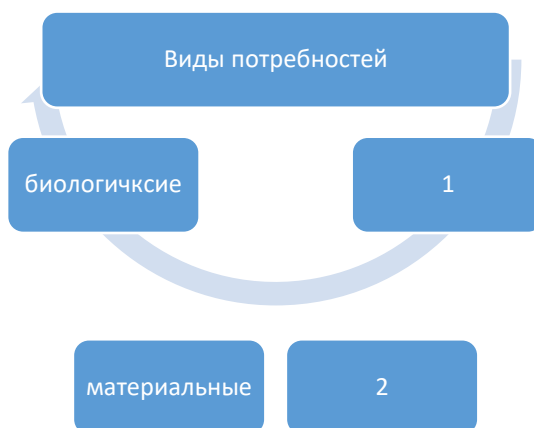 Виды потребностей
биологичксие
1
материальные
2